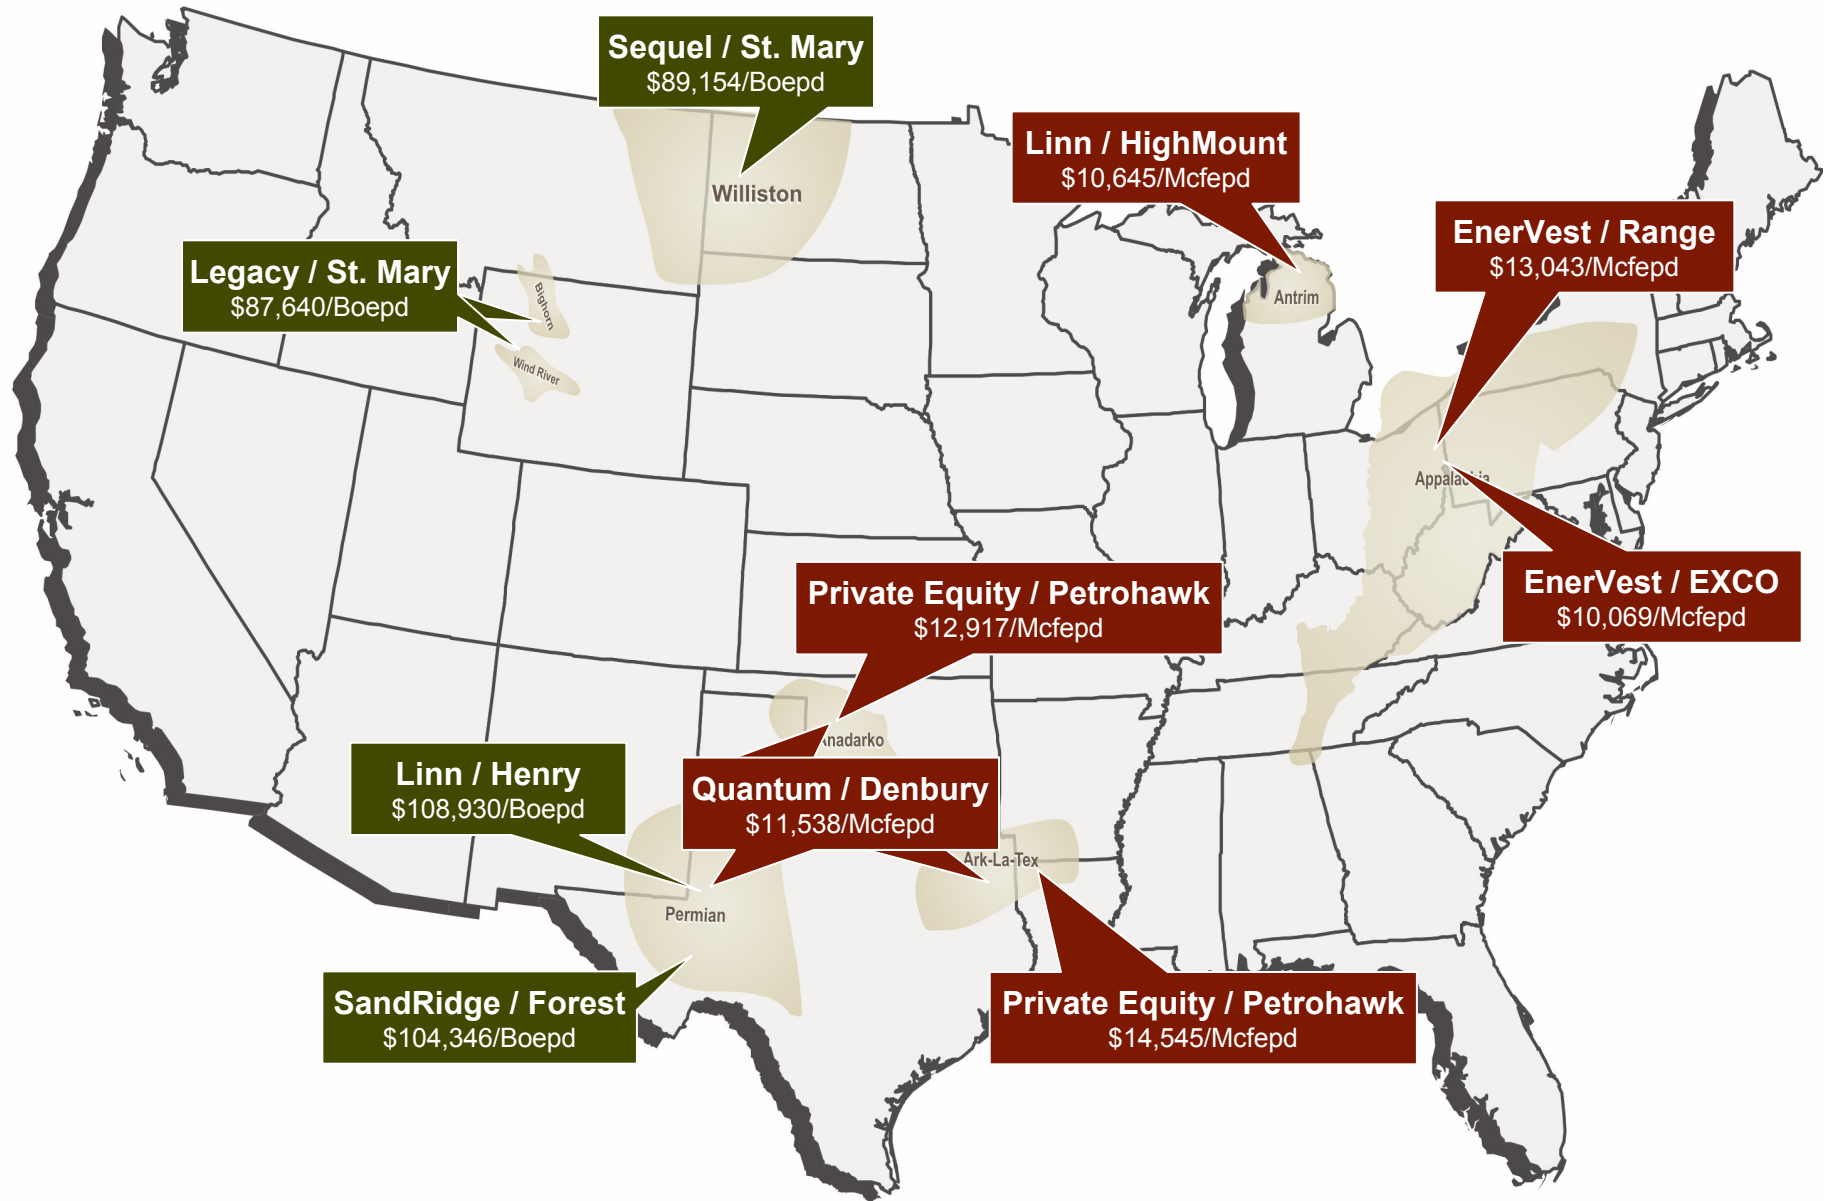 Sequel / St. Mary
$89,154/Boepd
Linn / HighMount
$10,645/Mcfepd
Williston
EnerVest / Range
$13,043/Mcfepd
Legacy / St. Mary
$87,640/Boepd
Bighorn
Antrim
Wind River
Appalachia
EnerVest / EXCO
$10,069/Mcfepd
Private Equity / Petrohawk
$12,917/Mcfepd
Anadarko
Linn / Henry
$108,930/Boepd
Quantum / Denbury
$11,538/Mcfepd
Ark-La-Tex
Permian
SandRidge / Forest
$104,346/Boepd
Private Equity / Petrohawk
$14,545/Mcfepd